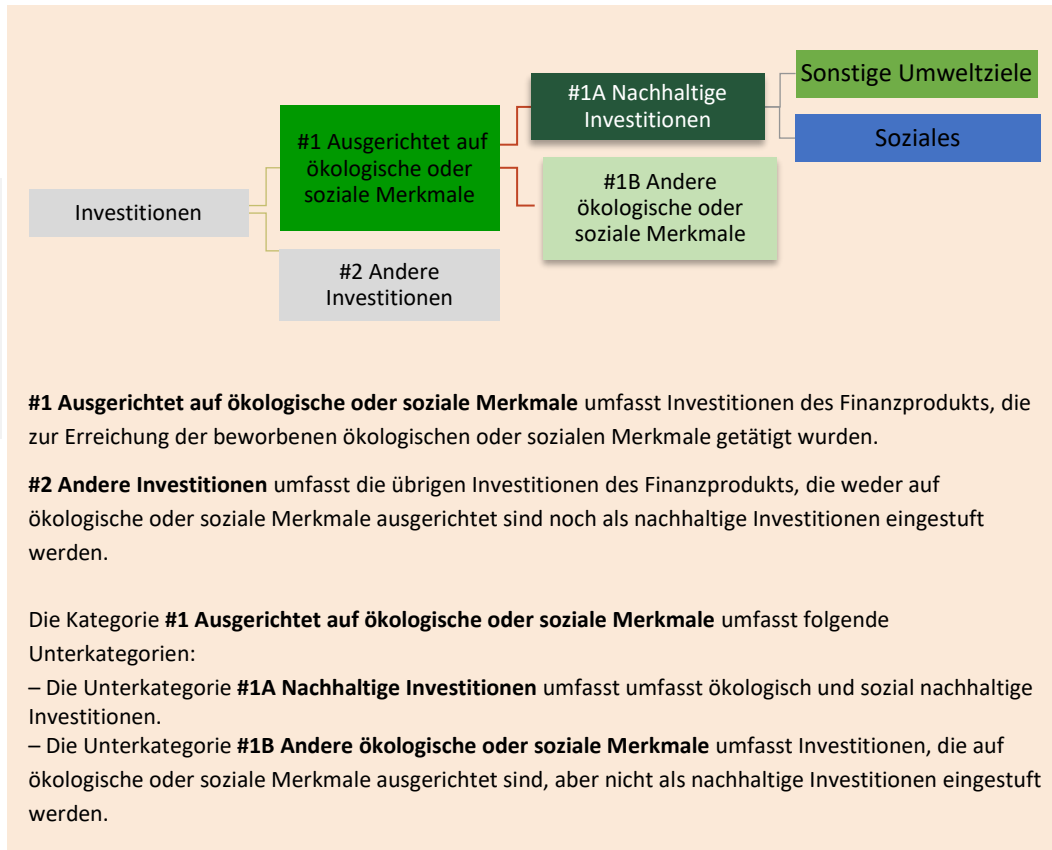 Investitionen
#1 Ausgerichtet auf
ökologische oder
soziale Merkmale
#2 Andere
Investitionen
#1A Nachhaltige
Investitionen
#1B Andere
ökologische oder
soziale Merkmale
Sonstige Umweltziele
Soziales
#1 Ausgerichtet auf ökologische oder soziale Merkmale umfasst Investitionen des Finanzprodukts, die
zur Erreichung der beworbenen ökologischen oder sozialen Merkmale getätigt wurden.
#2 Andere Investitionen umfasst die übrigen Investitionen des Finanzprodukts, die weder auf
ökologische oder soziale Merkmale ausgerichtet sind noch als nachhaltige Investitionen eingestuft
werden.
Die Kategorie #1 Ausgerichtet auf ökologische oder soziale Merkmale umfasst folgende
Unterkategorien:
– Die Unterkategorie #1A Nachhaltige Investitionen umfasst umfasst ökologisch und sozial nachhaltige
Investitionen.
– Die Unterkategorie #1B Andere ökologische oder soziale Merkmale umfasst Investitionen, die auf
ökologische oder soziale Merkmale ausgerichtet sind, aber nicht als nachhaltige Investitionen eingestuft
werden.